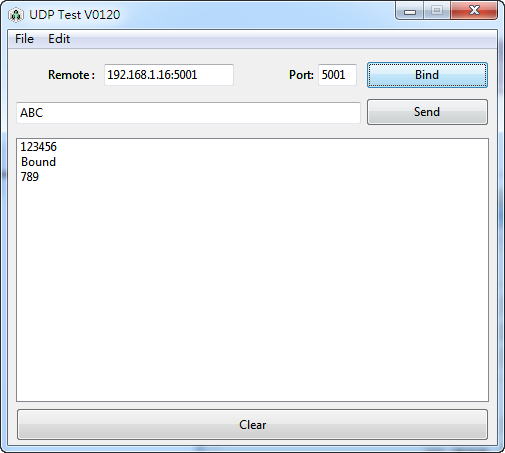 UDP Test V0120
File Edit
Remote : 192.168.1.16:5001 Port: 5001 Bind
ABC Send
123456
Bound
789
Clear